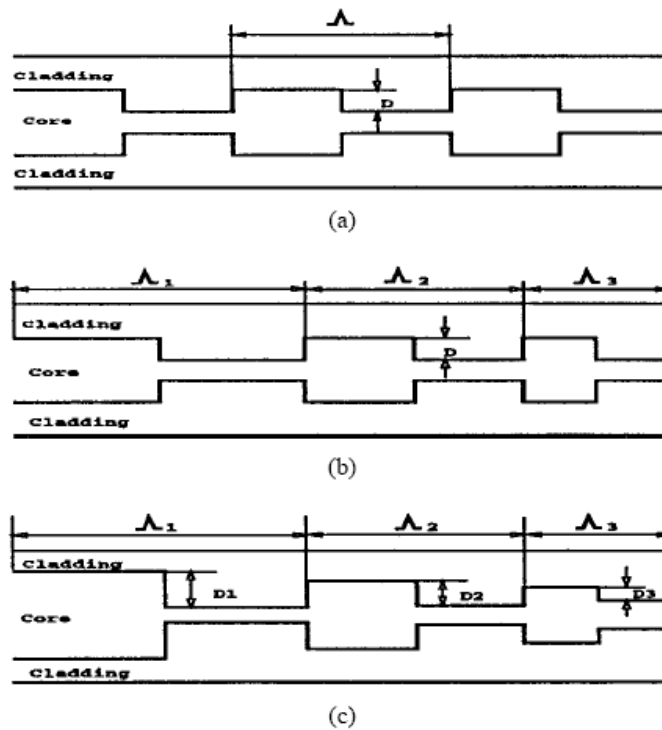 Λ
Cladding
D
Core
Cladding
(a)
Λ1 Λ2 Λ3
Cladding
D
Core
Cladding
(b)
Λ1 Λ2 Λ3
Cladding
D1 D2 D3
Core
Cladding
(c)